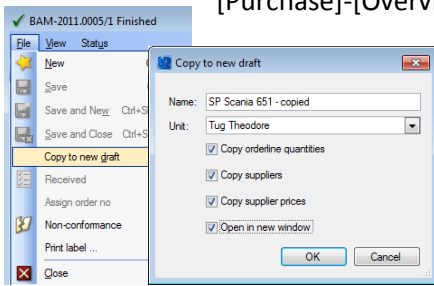 [Purchase]-[Overv
BAM-2011.0005/1 Finished
File View Status
New
Save
Save and New Ctrl+S
Save and Close Ctrl+S
Copy to new draft
Received
Assign order no
Non-conformance
Print label ...
Close
Copy to new draft
Name: SP Scania 651 - copied
Unit: Tug Theodore
Copy orderline quantities
Copy suppliers
Copy supplier prices
Open in new window
OK Cancel